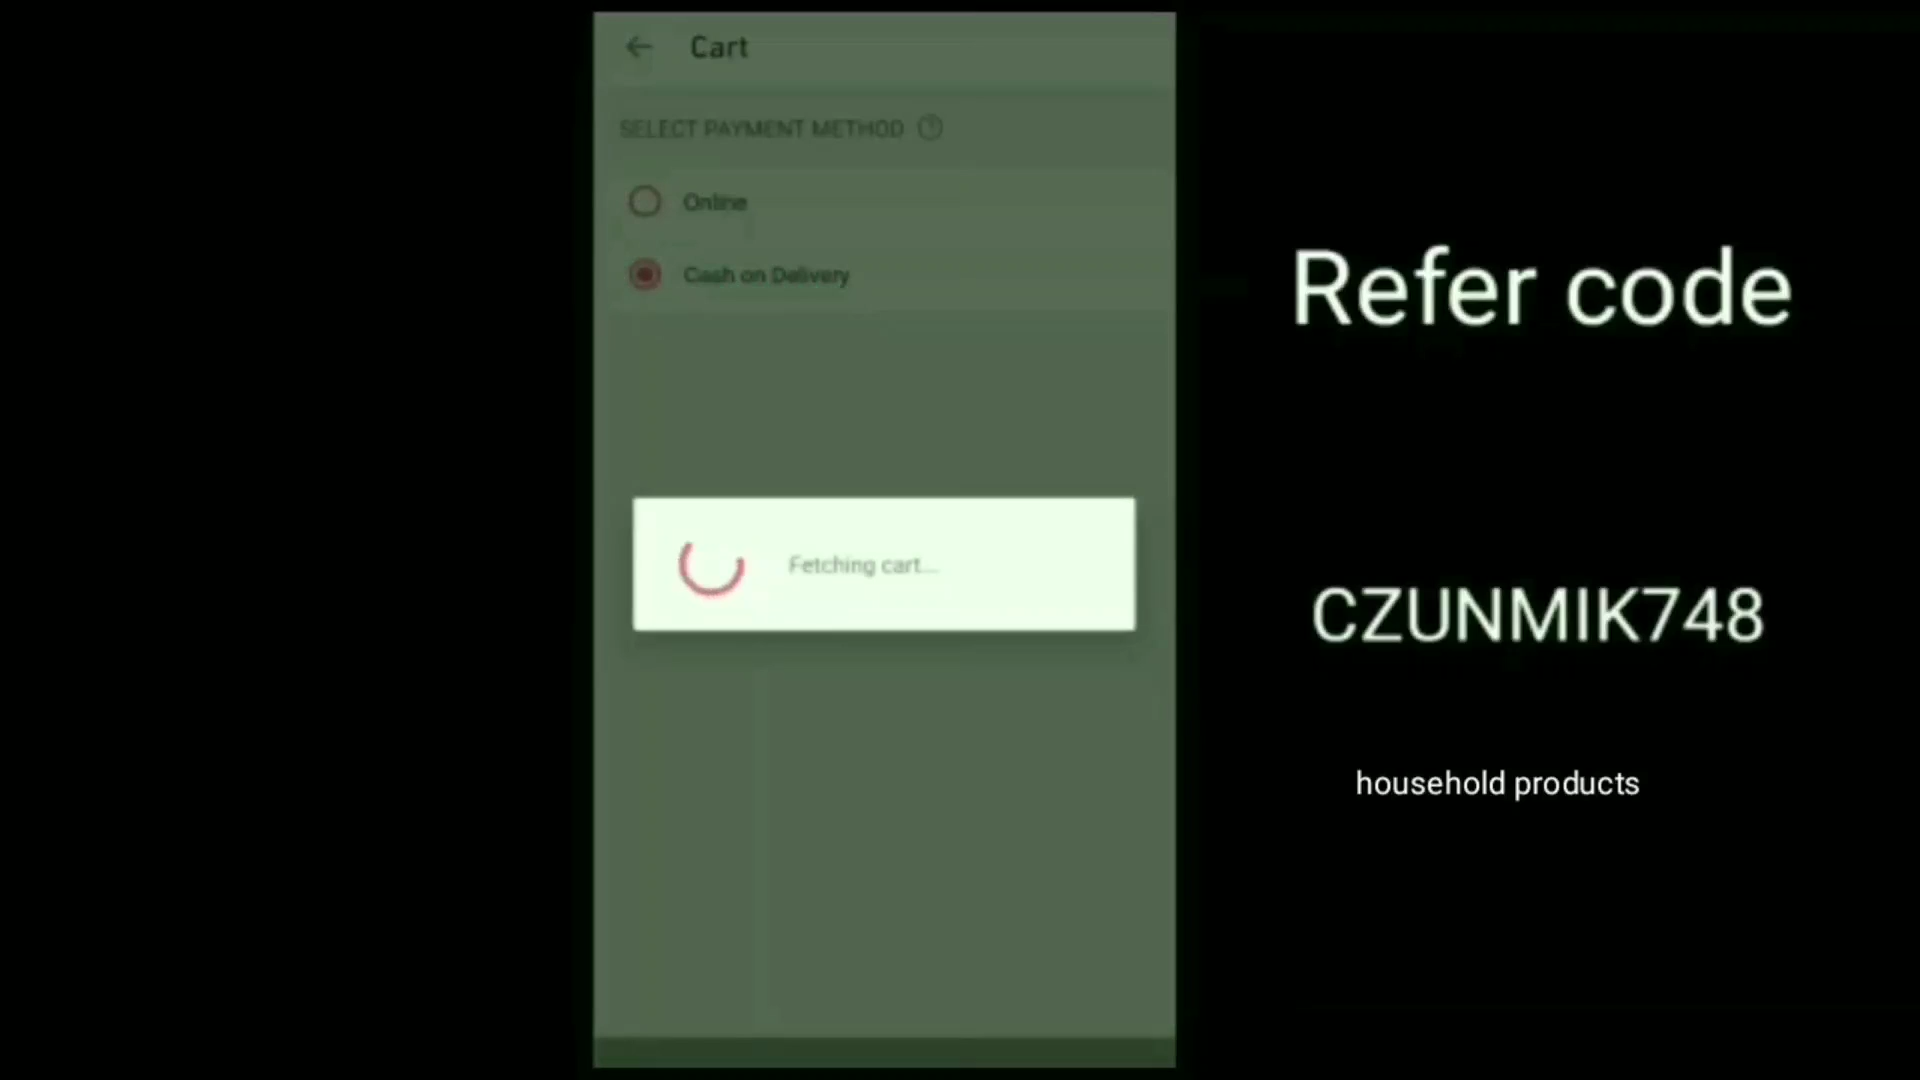 Cart
SELECT PAYMENT METHOD
Online
Cash on Delivery
Fetching cart...
Refer code
CZUNMIK748
household products